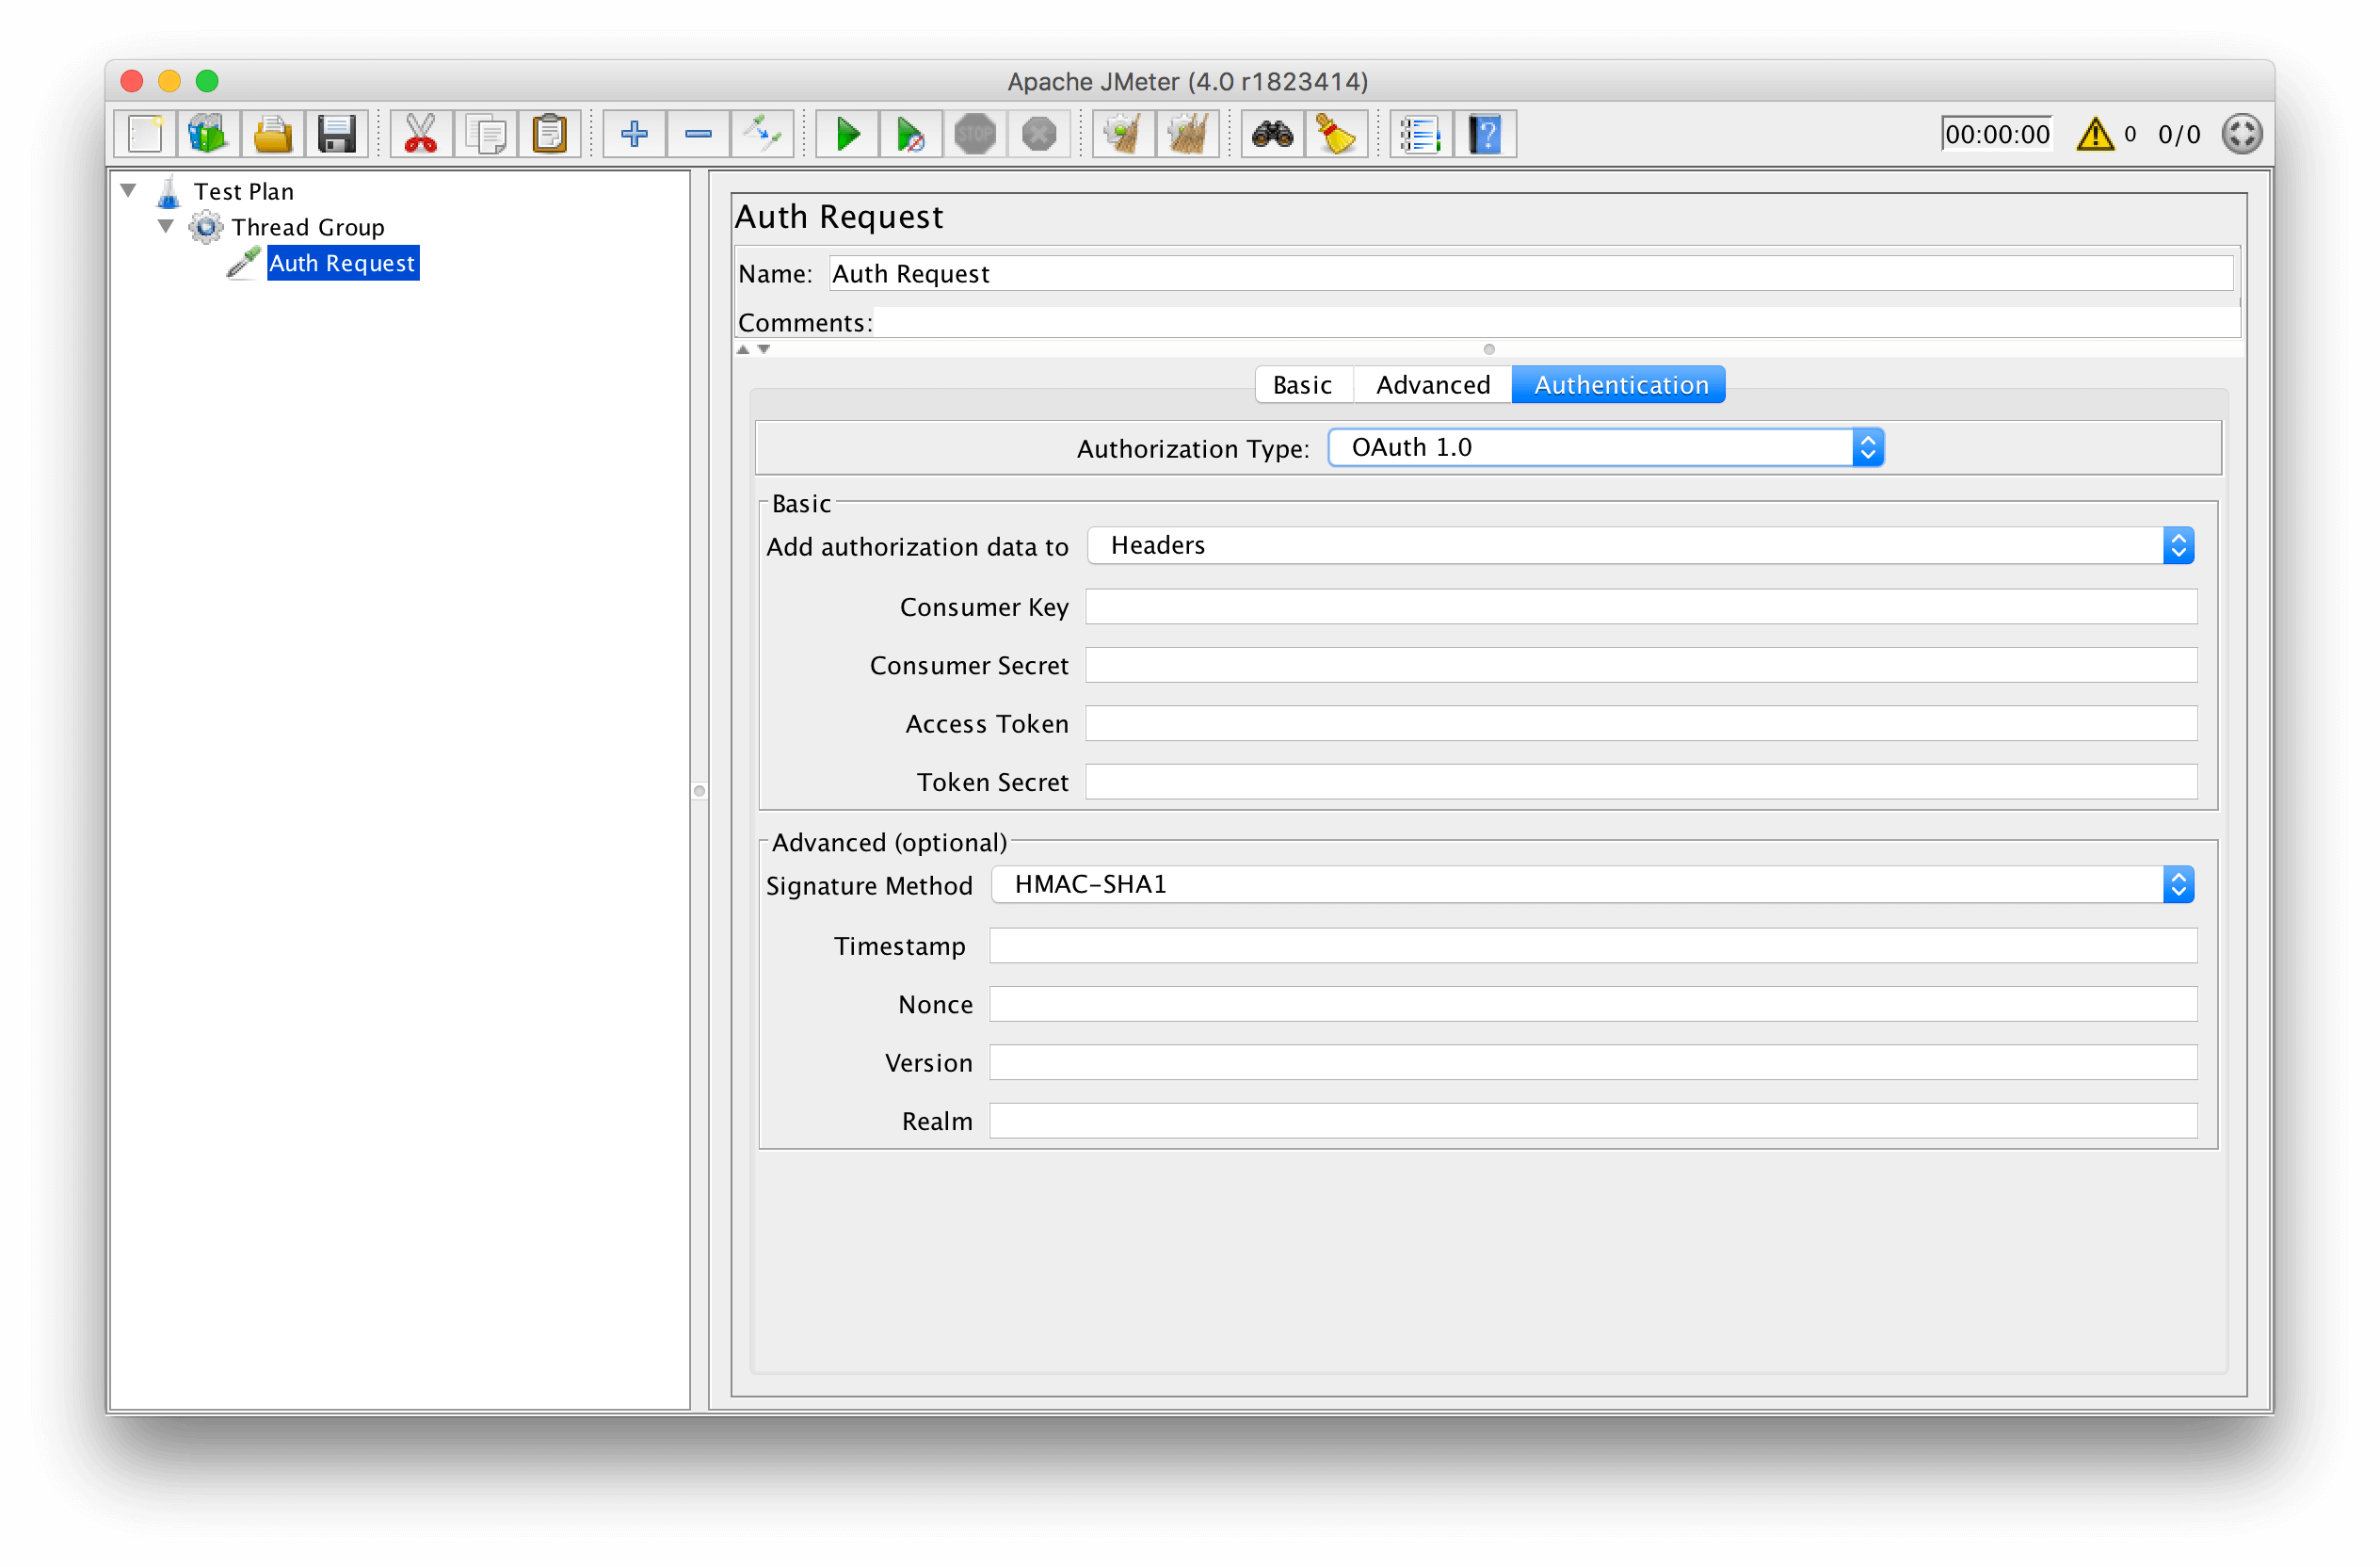 Apache JMeter (4.0 r1823414)
STOP
00:00:00
0
0/0
Test Plan
Thread Group
Auth Request
Auth Request
Name: Auth Request
Comments:
Basic Advanced Authentication
Authorization Type: OAuth 1.0
Basic
Add authorization data to Headers
Consumer Key
Consumer Secret
Access Token
Token Secret
Advanced (optional)
Signature Method HMAC-SHA1
Timestamp
Nonce
Version
Realm